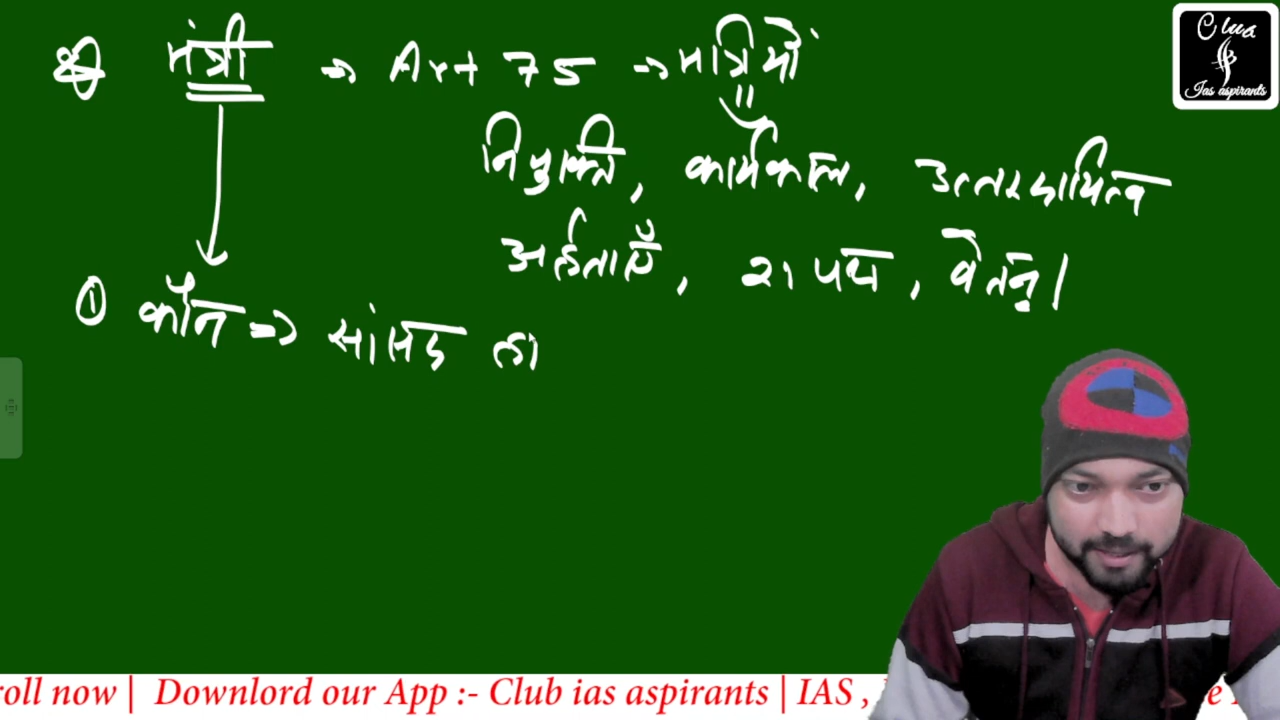 मंत्री → Art 75 → मंत्रियों
नियुक्ति, कार्यकाल, उत्तरदायित्व
अर्हताएँ, शपथ, वेतन।
① कौन ⇒ सांसद हो
Club
Ias aspirants
roll now | Downlord our App :- Club ias aspirants | IAS ,